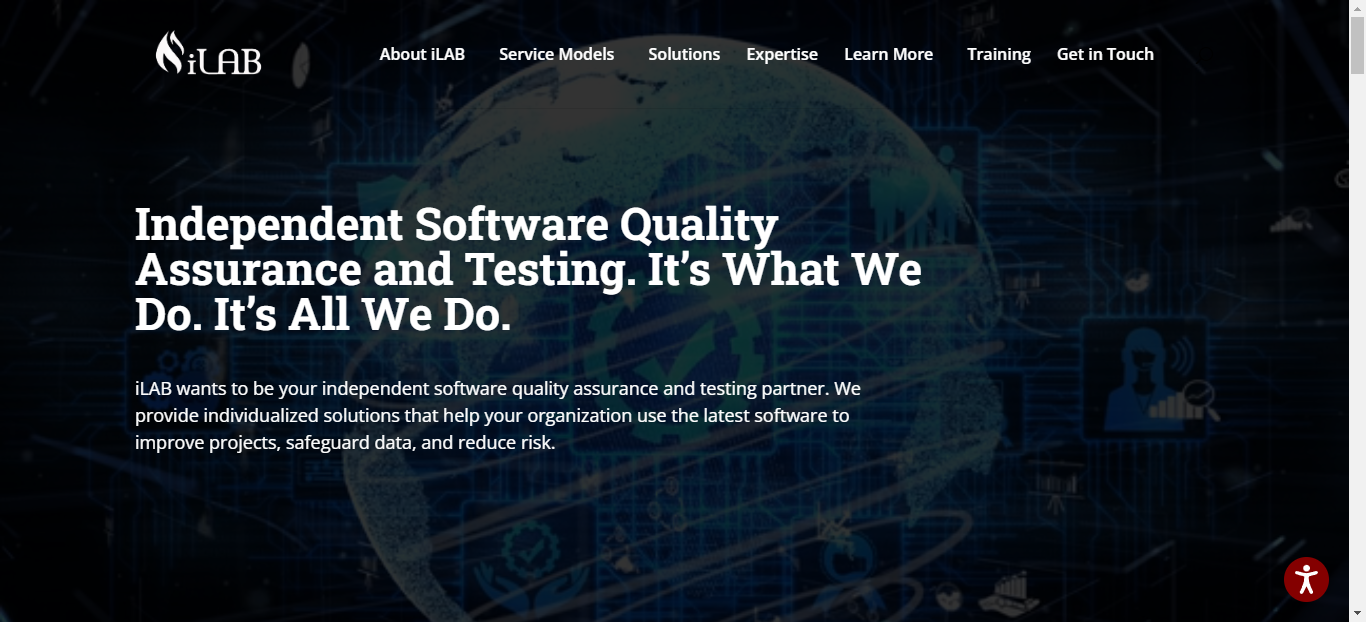 iLAB
About iLAB Service Models Solutions Expertise Learn More Training Get in Touch
Independent Software Quality
Assurance and Testing. It’s What We
Do. It’s All We Do.
iLAB wants to be your independent software quality assurance and testing partner. We
provide individualized solutions that help your organization use the latest software to
improve projects, safeguard data, and reduce risk.